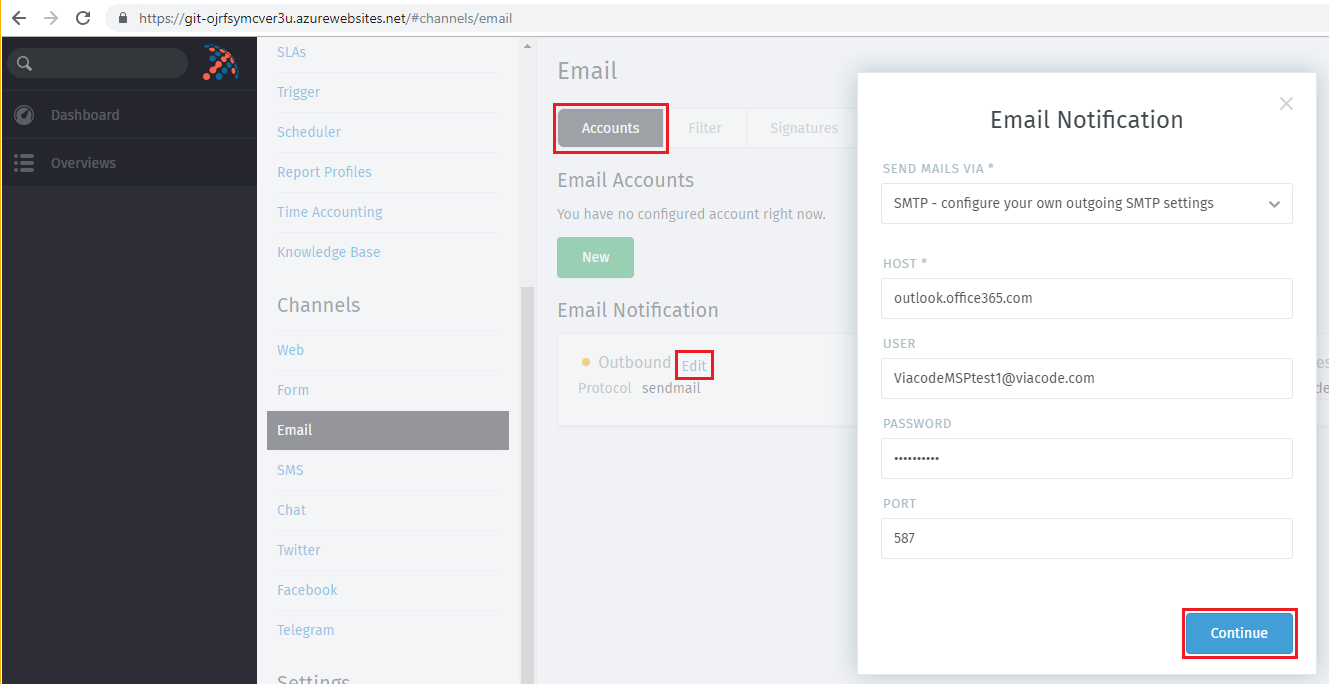 https://git-ojrfsymcver3u.azurewebsites.net/#channels/email
Dashboard
Overviews
SLAs
Trigger
Scheduler
Report Profiles
Time Accounting
Knowledge Base
Channels
Web
Form
Email
SMS
Chat
Twitter
Facebook
Telegram
Settings
Email
Accounts
Filter
Signatures
Email Accounts
You have no configured account right now.
New
Email Notification
Outbound Edit
Protocol sendmail
Email Notification
SEND MAILS VIA *
SMTP - configure your own outgoing SMTP settings
HOST *
outlook.office365.com
USER
ViacodeMSPtest1@viacode.com
PASSWORD
••••••••••
PORT
587
Continue